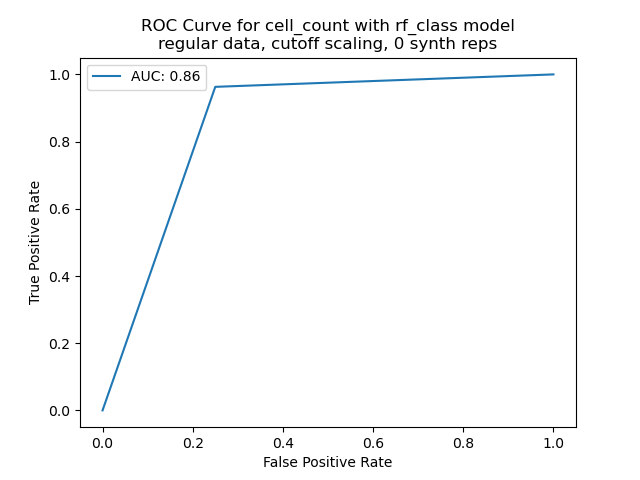 ROC Curve for cell_count with rf_class model
regular data, cutoff scaling, 0 synth reps
AUC: 0.86
True Positive Rate
1.0
0.8
0.6
0.4
0.2
0.0
0.0 0.2 0.4 0.6 0.8 1.0
False Positive Rate